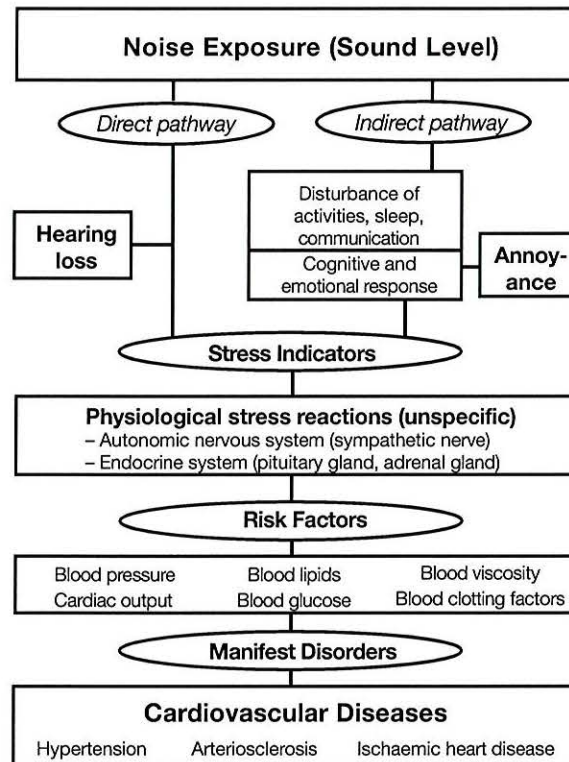 Noise Exposure (Sound Level)
Direct pathway
Indirect pathway
Disturbance of
activities, sleep,
communication
Hearing
loss
Cognitive and
emotional response
Annoy-
ance
Stress Indicators
Physiological stress reactions (unspecific)
– Autonomic nervous system (sympathetic nerve)
– Endocrine system (pituitary gland, adrenal gland)
Risk Factors
Blood pressure Blood lipids Blood viscosity
Cardiac output Blood glucose Blood clotting factors
Manifest Disorders
Cardiovascular Diseases
Hypertension Arteriosclerosis Ischaemic heart disease